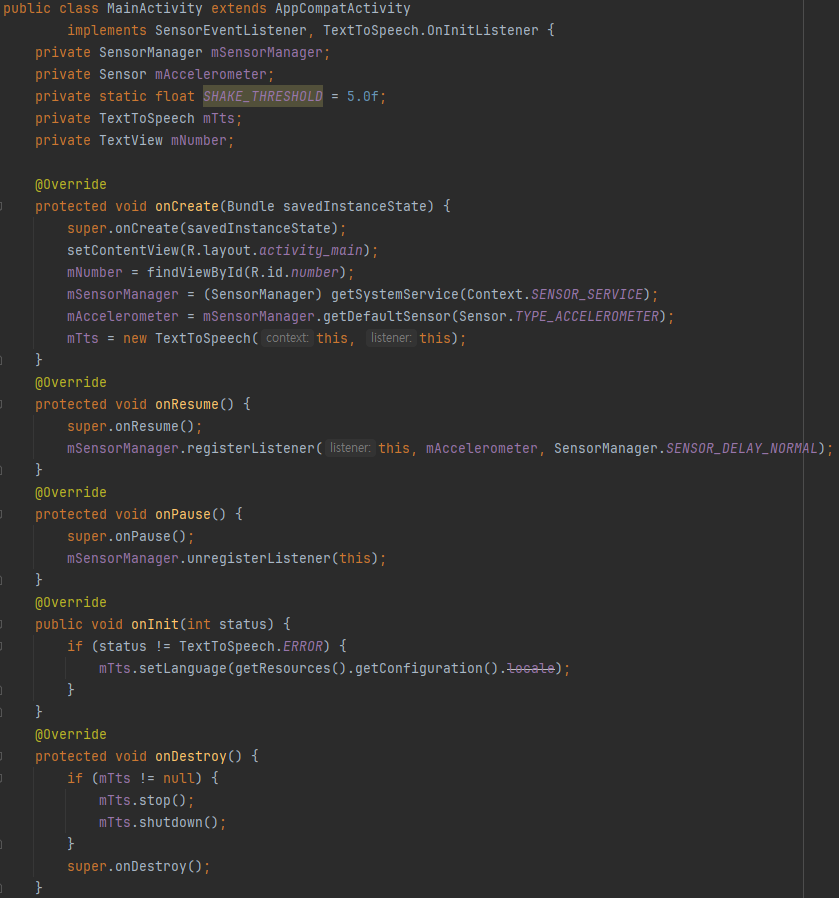 public class MainActivity extends AppCompatActivity
        implements SensorEventListener, TextToSpeech.OnInitListener {
    private SensorManager mSensorManager;
    private Sensor mAccelerometer;
    private static float SHAKE_THRESHOLD = 5.0f;
    private TextToSpeech mTts;
    private TextView mNumber;

    @Override
    protected void onCreate(Bundle savedInstanceState) {
        super.onCreate(savedInstanceState);
        setContentView(R.layout.activity_main);
        mNumber = findViewById(R.id.number);
        mSensorManager = (SensorManager) getSystemService(Context.SENSOR_SERVICE);
        mAccelerometer = mSensorManager.getDefaultSensor(Sensor.TYPE_ACCELEROMETER);
        mTts = new TextToSpeech( context: this, listener: this);
    }
    @Override
    protected void onResume() {
        super.onResume();
        mSensorManager.registerListener( listener: this, mAccelerometer, SensorManager.SENSOR_DELAY_NORMAL);
    }
    @Override
    protected void onPause() {
        super.onPause();
        mSensorManager.unregisterListener(this);
    }
    @Override
    public void onInit(int status) {
        if (status != TextToSpeech.ERROR) {
            mTts.setLanguage(getResources().getConfiguration().locale);
        }
    }
    @Override
    protected void onDestroy() {
        if (mTts != null) {
            mTts.stop();
            mTts.shutdown();
        }
        super.onDestroy();
    }